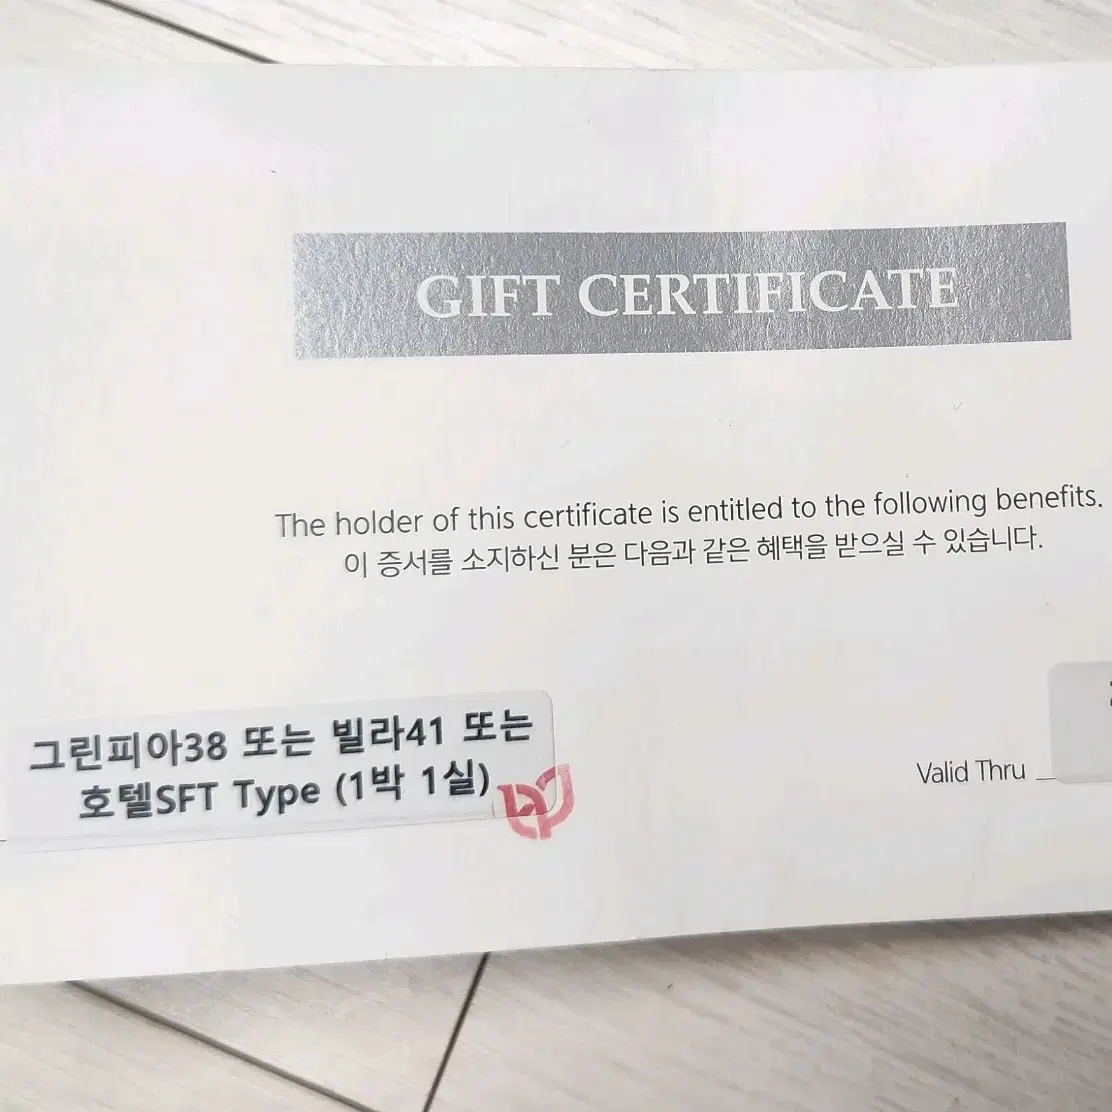 GIFT CERTIFICATE
The holder of this certificate is entitled to the following benefits.
이 증서를 소지하신 분은 다음과 같은 혜택을 받으실 수 있습니다.
그린피아38 또는 빌라41 또는
호텔SFT Type (1박 1실)
Valid Thru